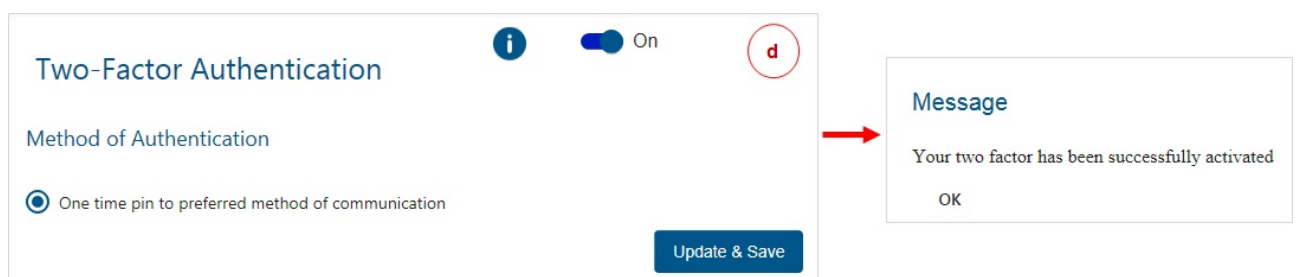 Two-Factor Authentication
i
On
d
Method of Authentication
One time pin to preferred method of communication
Update & Save
Message
Your two factor has been successfully activated
OK